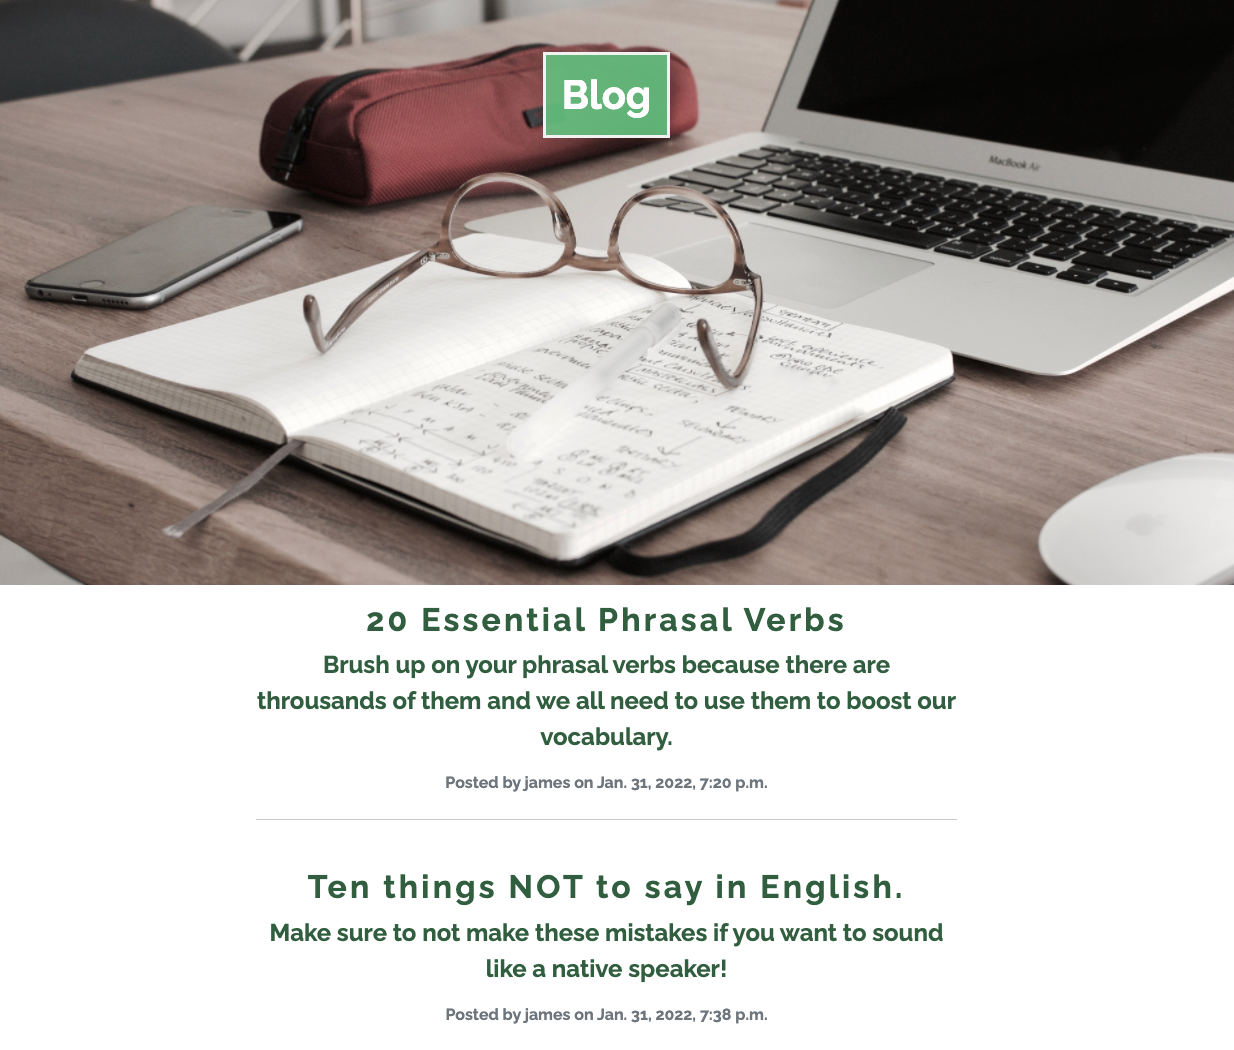 Blog
MacBook Air
20 Essential Phrasal Verbs
Brush up on your phrasal verbs because there are
throusands of them and we all need to use them to boost our
vocabulary.
Posted by james on Jan. 31, 2022, 7:20 p.m.
Ten things NOT to say in English.
Make sure to not make these mistakes if you want to sound
like a native speaker!
Posted by james on Jan. 31, 2022, 7:38 p.m.